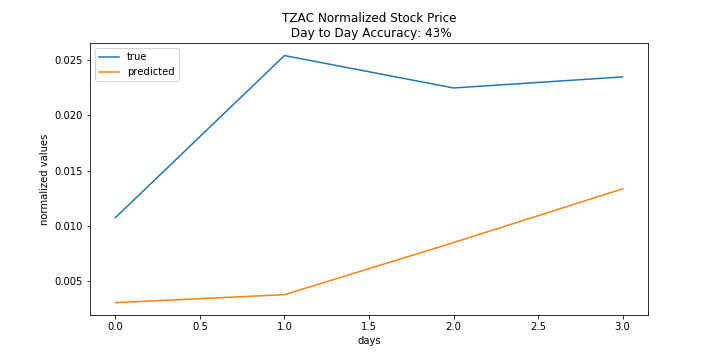 TZAC Normalized Stock Price
Day to Day Accuracy: 43%
true
predicted
normalized values
0.025
0.020
0.015
0.010
0.005
0.0 0.5 1.0 1.5 2.0 2.5 3.0
days